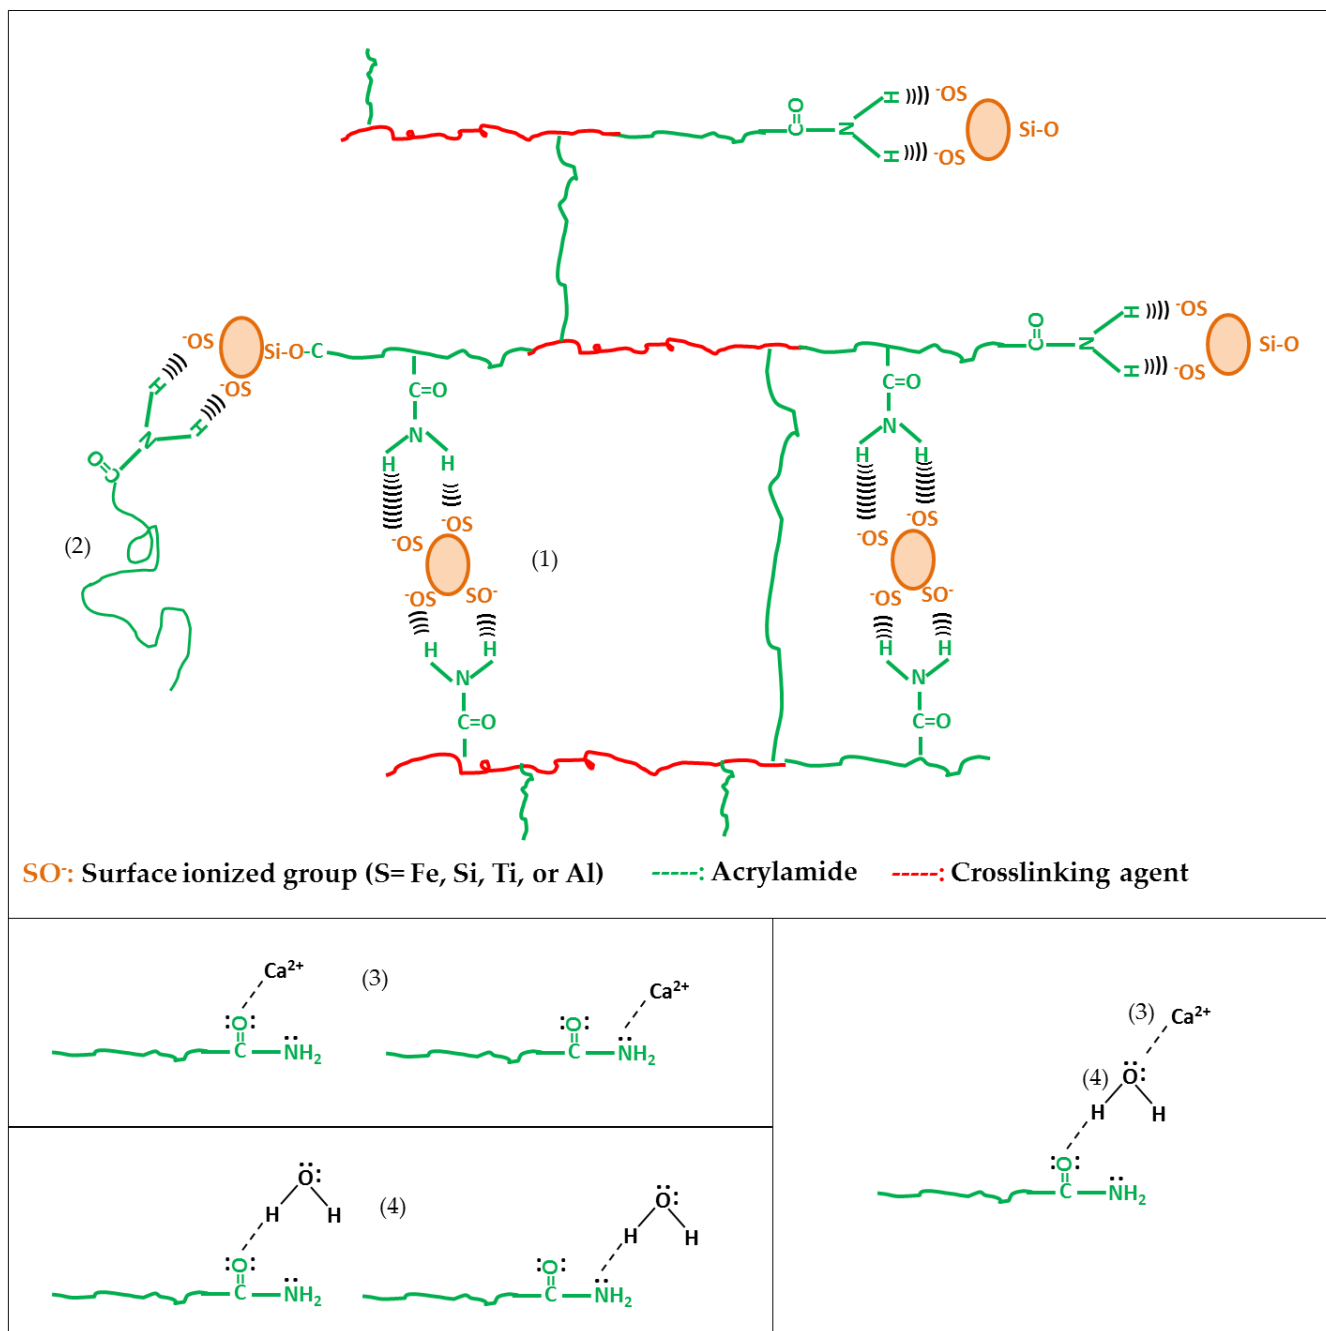 O
C
N
H
H
⁻OS
⁻OS
Si-O
⁻OS
⁻OS
Si-O-C
H
H
N
O
C
(2)
C=O
N
H H
⁻OS
⁻OS
⁻OS SO⁻
(1)
H H
N
C=O
O
C
N
H
H
⁻OS
⁻OS
Si-O
C=O
N
H H
⁻OS
⁻OS
⁻OS SO⁻
H H
N
C=O
SO⁻: Surface ionized group (S= Fe, Si, Ti, or Al) -----: Acrylamide -----: Crosslinking agent
Ca²⁺ (3) Ca²⁺
:O: :O:
C NH₂ C NH₂
(4)
O: O:
H H H H
:O: :O:
C NH₂ C NH₂
(3) Ca²⁺
(4) O:
H H
:O:
C NH₂